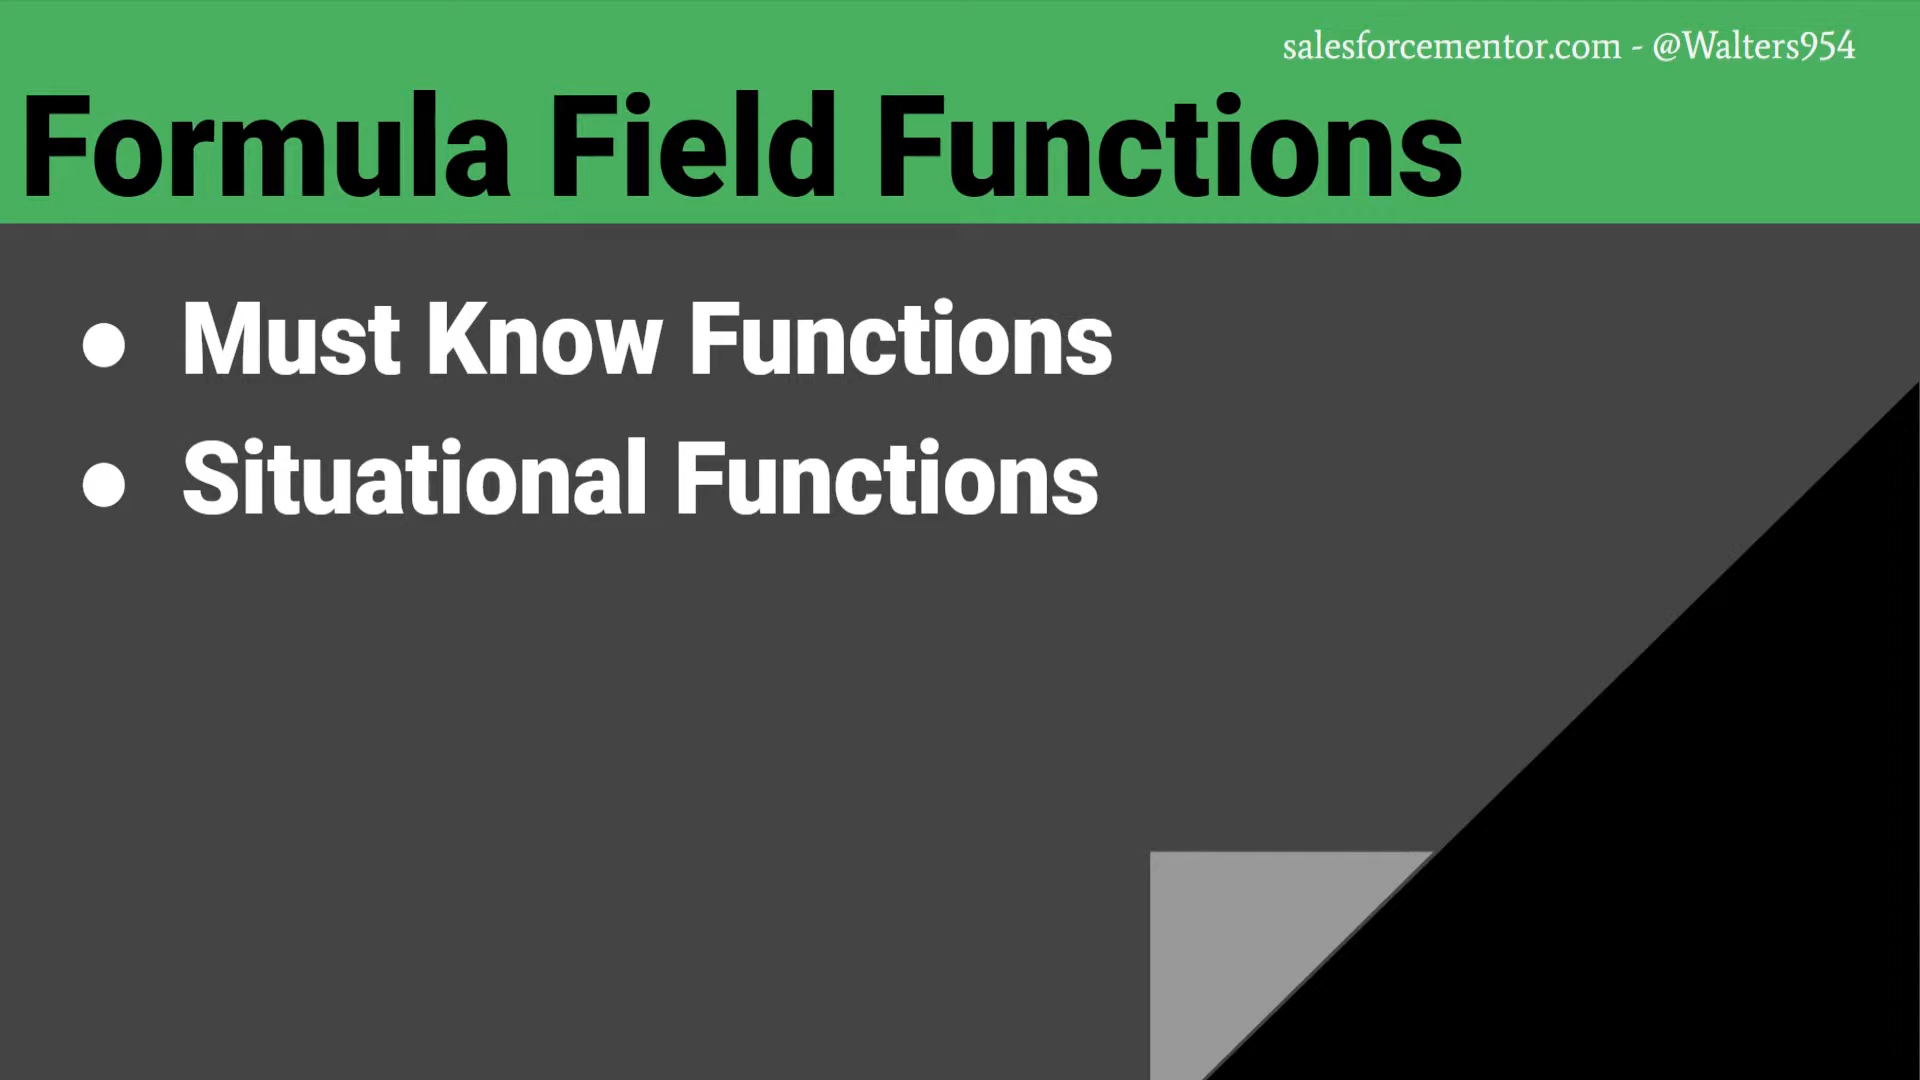 salesforcementor.com - @Walters954
Formula Field Functions
● Must Know Functions
● Situational Functions